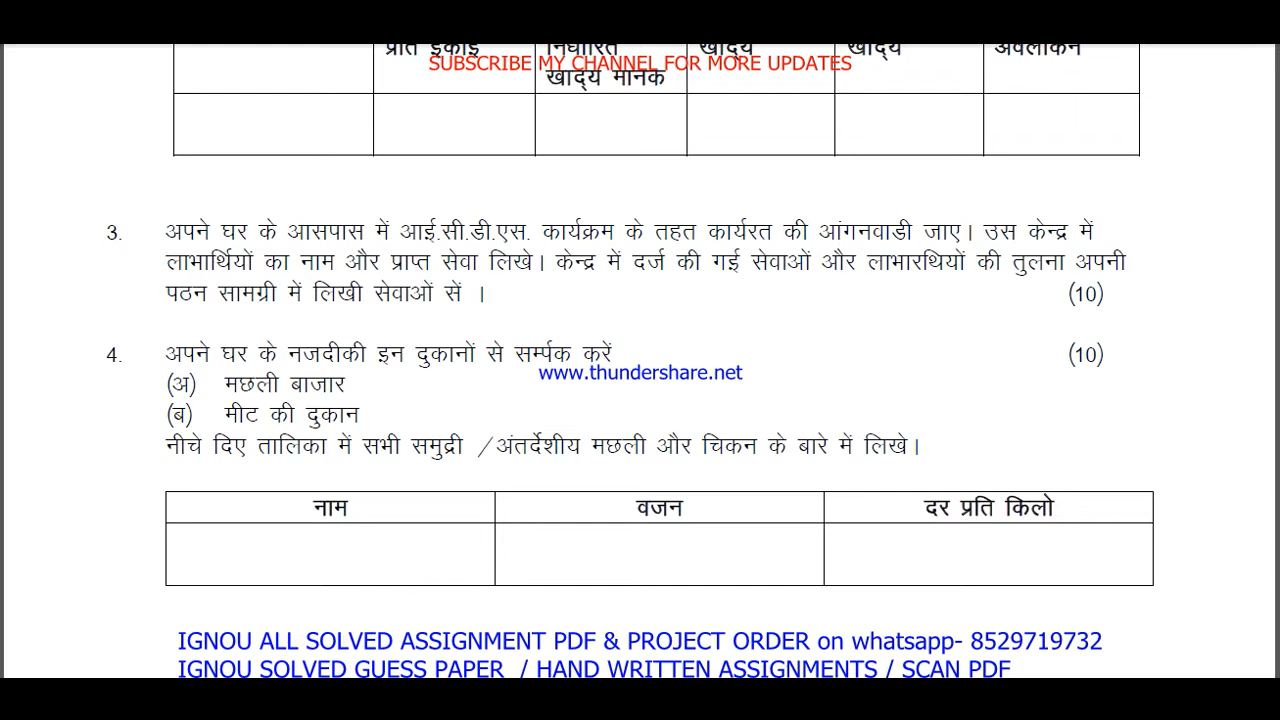 प्रति इकाई निर्धारित खाद्य खाद्य अवलोकन
SUBSCRIBE MY CHANNEL FOR MORE UPDATES
खाद्य मानक
3. अपने घर के आसपास में आई.सी.डी.एस. कार्यक्रम के तहत कार्यरत की आंगनवाडी जाए। उस केन्द्र में
लाभार्थियों का नाम और प्राप्त सेवा लिखे। केन्द्र में दर्ज की गई सेवाओं और लाभारथियों की तुलना अपनी
पठन सामग्री में लिखी सेवाओं सें । (10)
4. अपने घर के नजदीकी इन दुकानों से सर्म्पक करें (10)
www.thundershare.net
(अ) मछली बाजार
(ब) मीट की दुकान
नीचे दिए तालिका में सभी समुद्री /अंतर्देशीय मछली और चिकन के बारे में लिखे।
नाम वजन दर प्रति किलो
IGNOU ALL SOLVED ASSIGNMENT PDF & PROJECT ORDER on whatsapp- 8529719732
IGNOU SOLVED GUESS PAPER / HAND WRITTEN ASSIGNMENTS / SCAN PDF